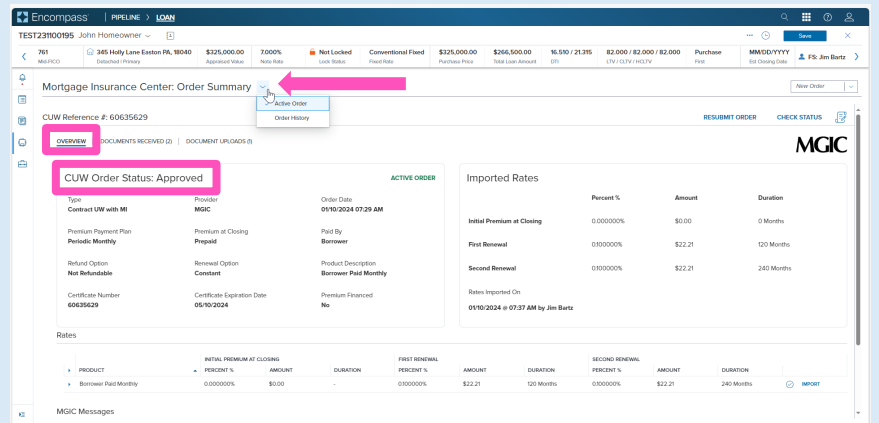 Encompass® | PIPELINE > LOAN
TEST231100195 John Homeowner
Save
761 345 Holly Lane Easton PA, 18040 $325,000.00 7.000% Not Locked Conventional Fixed $325,000.00 $266,500.00 16.510 / 21.315 82.000 / 82.000 / 82.000 Purchase MM/DD/YYYY FS: Jim Bartz
Mid-FICO Detached | Primary Appraised Value Note Rate Lock Status Fixed Rate Purchase Price Total Loan Amount DTI LTV / CLTV / HCLTV First Est Closing Date
Mortgage Insurance Center: Order Summary
New Order
Active Order
Order History
CUW Reference #: 60635629
RESUBMIT ORDER CHECK STATUS
OVERVIEW DOCUMENTS RECEIVED (2) DOCUMENT UPLOADS (1)
MGIC
CUW Order Status: Approved ACTIVE ORDER
Type Provider Order Date
Contract UW with MI MGIC 01/10/2024 07:29 AM
Premium Payment Plan Premium at Closing Paid By
Periodic Monthly Prepaid Borrower
Refund Option Renewal Option Product Description
Not Refundable Constant Borrower Paid Monthly
Certificate Number Certificate Expiration Date Premium Financed
60635629 05/10/2024 No
Imported Rates
Percent % Amount Duration
Initial Premium at Closing 0.000000% $0.00 0 Months
First Renewal 0.100000% $22.21 120 Months
Second Renewal 0.100000% $22.21 240 Months
Rates Imported On
01/10/2024 @ 07:37 AM by Jim Bartz
Rates
INITIAL PREMIUM AT CLOSING FIRST RENEWAL SECOND RENEWAL
PRODUCT PERCENT % AMOUNT DURATION PERCENT % AMOUNT DURATION PERCENT % AMOUNT DURATION
Borrower Paid Monthly 0.000000% $0.00 - 0.100000% $22.21 120 Months 0.100000% $22.21 240 Months IMPORT
MGIC Messages